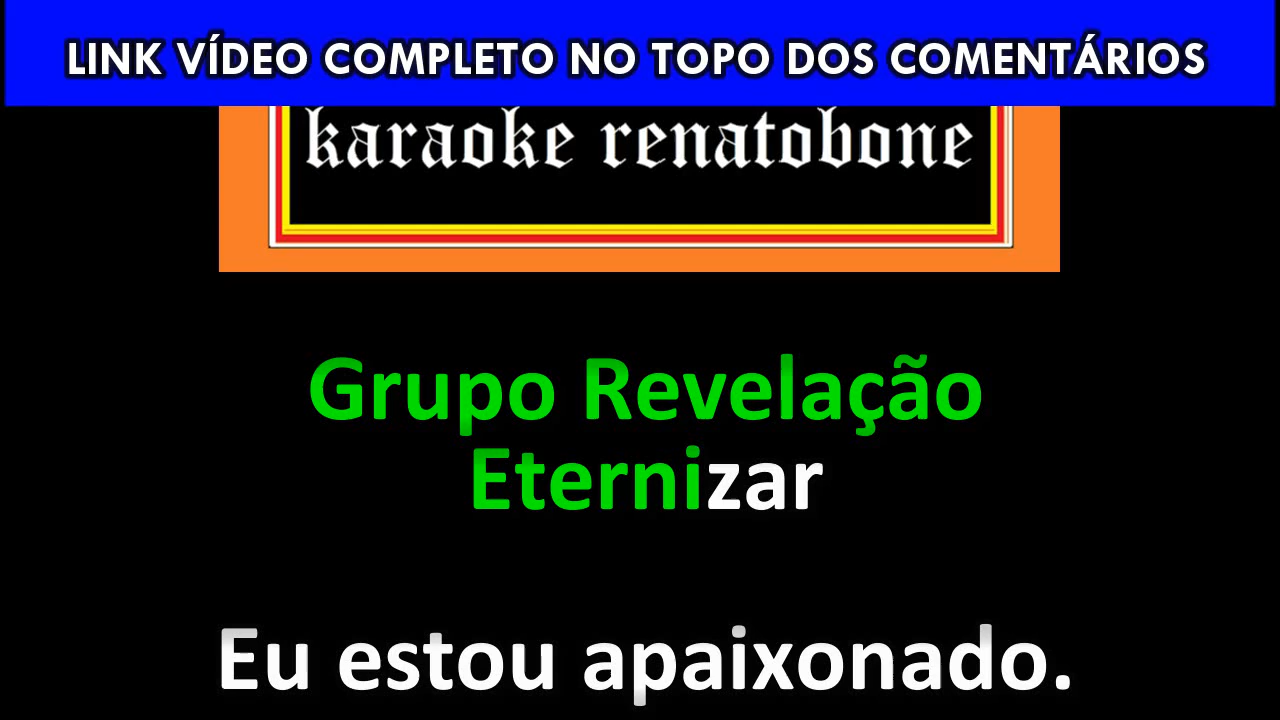 LINK VÍDEO COMPLETO NO TOPO DOS COMENTÁRIOS
karaoke renatobone
Grupo Revelação
Eternizar
Eu estou apaixonado.